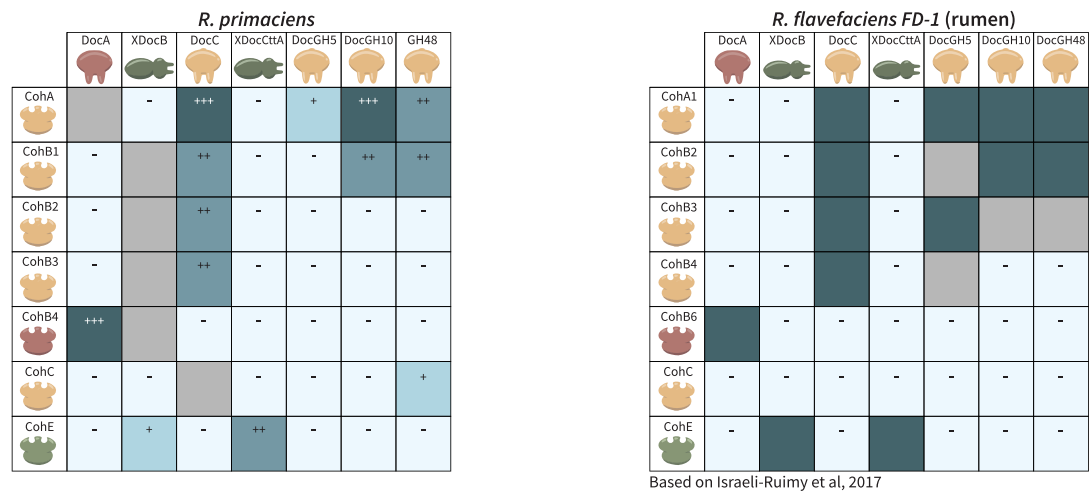 R. primaciens
DocA XDocB DocC XDocCttA DocGH5 DocGH10 GH48
CohA - +++ - + +++ ++
CohB1 - ++ - - ++ ++
CohB2 - ++ - - - -
CohB3 - ++ - - - -
CohB4 +++ - - - - -
CohC - - - - - +
CohE - + - ++ - - -
R. flavefaciens FD-1 (rumen)
DocA XDocB DocC XDocCttA DocGH5 DocGH10 DocGH48
CohA1 - - -
CohB2 - - -
CohB3 - - -
CohB4 - - - - -
CohB6 - - - - - -
CohC - - - - - - -
CohE - - - - -
Based on Israeli-Ruimy et al, 2017